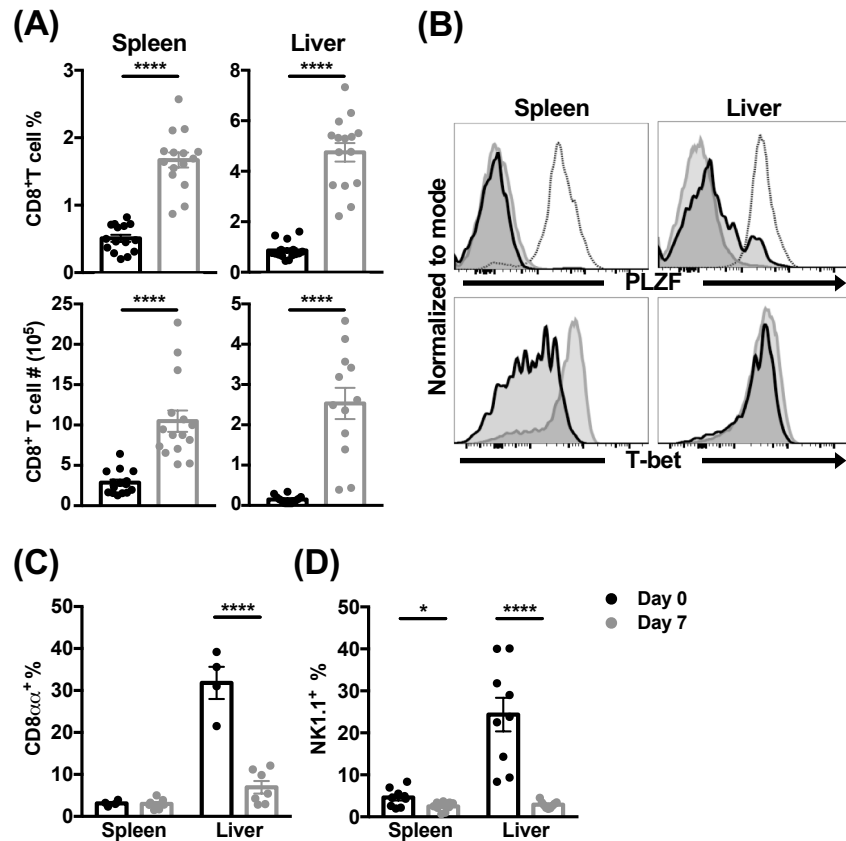 (A)
Spleen
Liver
CD8⁺T cell %
3
2
1
0
****
8
6
4
2
0
****
CD8⁺ T cell # (10⁵)
25
20
15
10
5
0
****
5
4
3
2
1
0
****
(B)
Spleen
Liver
Normalized to mode
PLZF
T-bet
(C)
CD8αα⁺ %
50
40
30
20
10
0
****
Spleen
Liver
(D)
NK1.1⁺ %
50
40
30
20
10
0
*
****
Spleen
Liver
Day 0
Day 7